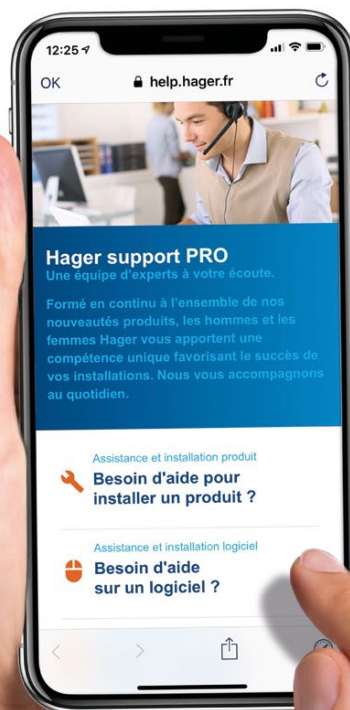 12:25
OK
help.hager.fr
Hager support PRO
Une équipe d'experts à votre écoute.
Formé en continu à l'ensemble de nos
nouveautés produits, les hommes et les
femmes Hager vous apportent une
compétence unique favorisant le succès de
vos installations. Nous vous accompagnons
au quotidien.
Assistance et installation produit
Besoin d'aide pour
installer un produit ?
Assistance et installation logiciel
Besoin d'aide
sur un logiciel ?